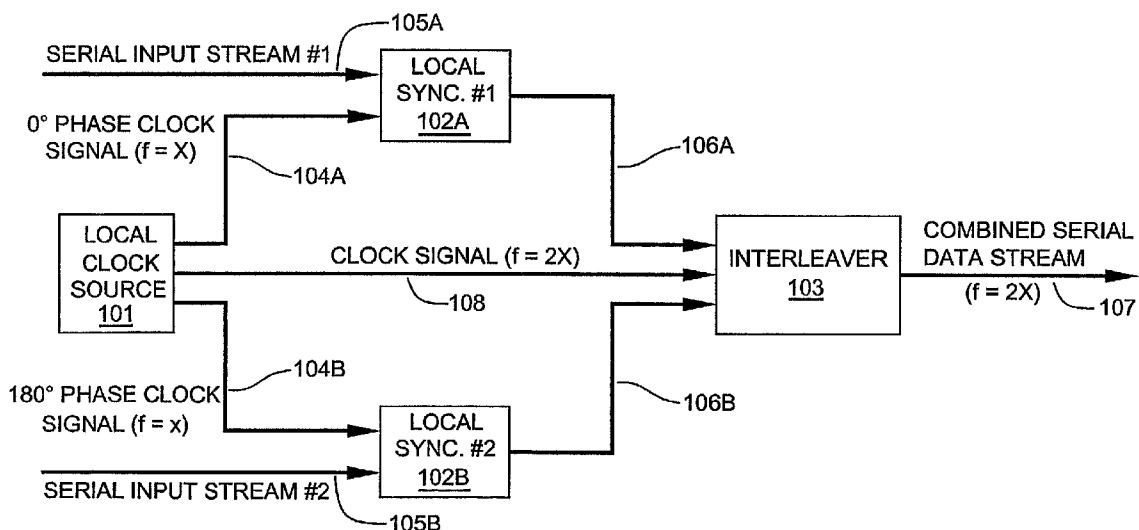 105A
SERIAL INPUT STREAM #1
LOCAL
SYNC. #1
102A
0° PHASE CLOCK
SIGNAL (f = X)
104A
106A
LOCAL
CLOCK
SOURCE
101
CLOCK SIGNAL (f = 2X)
108
INTERLEAVER
103
COMBINED SERIAL
DATA STREAM
(f = 2X)
107
104B
180° PHASE CLOCK
SIGNAL (f = x)
106B
LOCAL
SYNC. #2
102B
SERIAL INPUT STREAM #2
105B